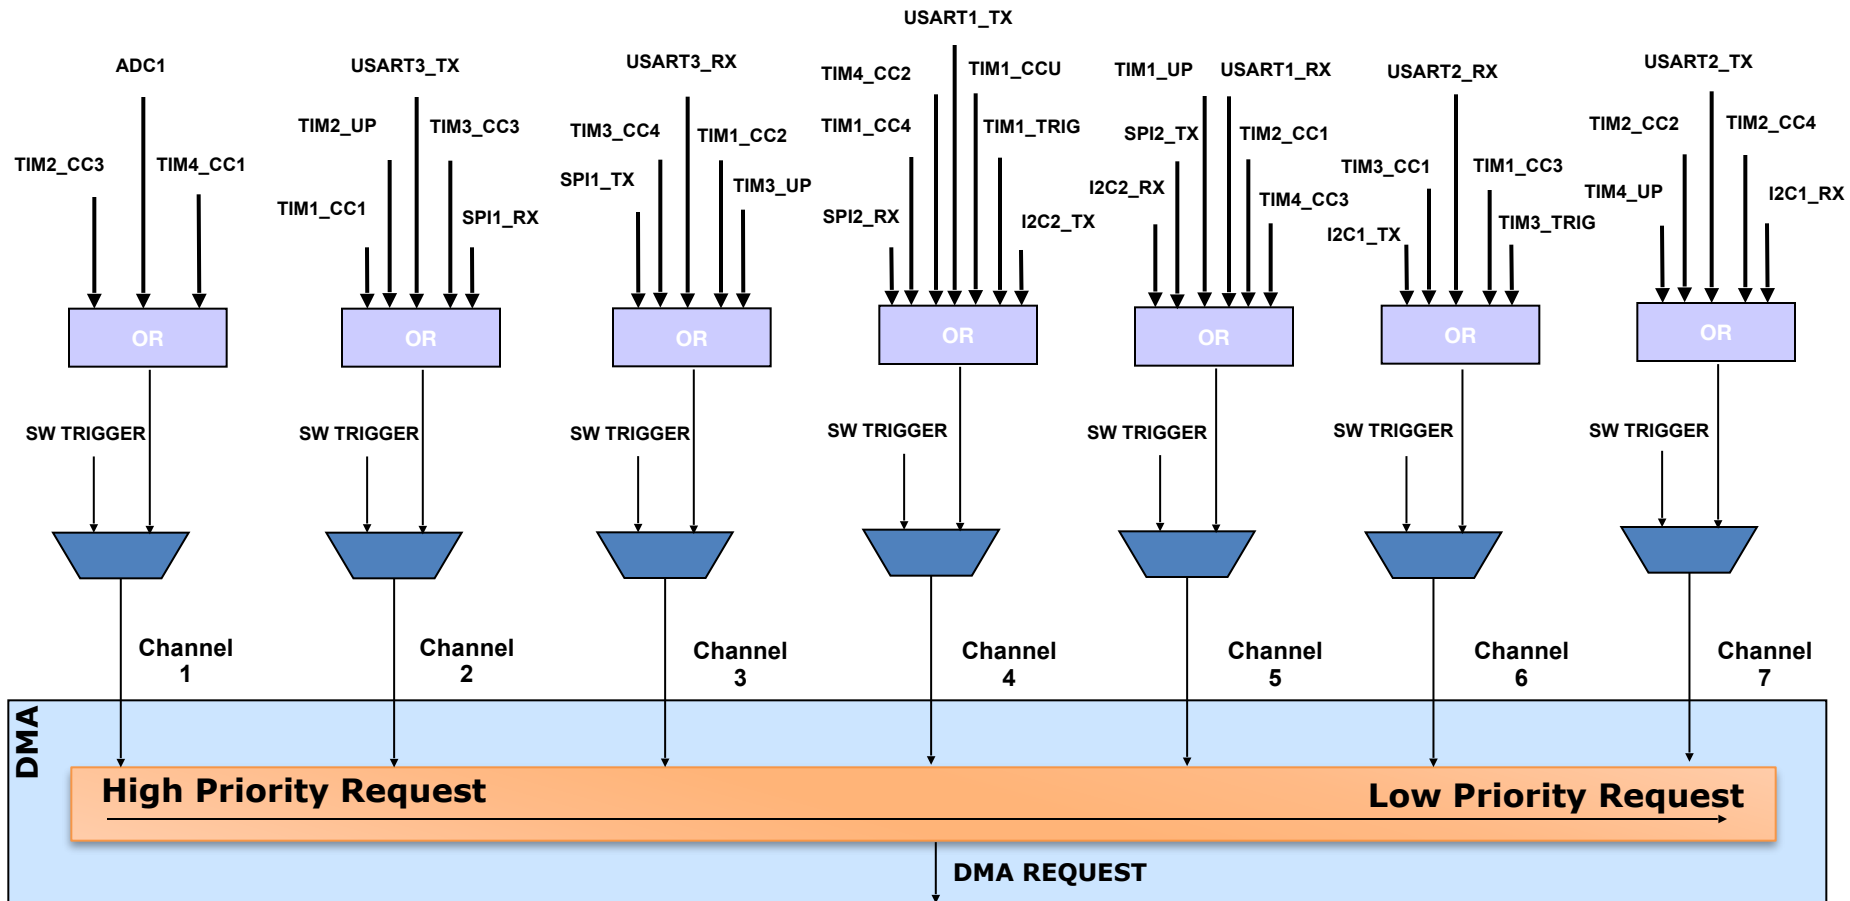 USART1_TX
ADC1
USART3_TX
USART3_RX
TIM4_CC2
TIM1_CCU
TIM1_UP
USART1_RX
USART2_RX
USART2_TX
TIM2_UP
TIM3_CC3
TIM3_CC4
TIM1_CC2
TIM1_CC4
TIM1_TRIG
SPI2_TX
TIM2_CC1
TIM2_CC2
TIM2_CC4
TIM2_CC3
TIM4_CC1
TIM1_CC1
SPI1_RX
SPI1_TX
TIM3_UP
SPI2_RX
I2C2_TX
I2C2_RX
TIM4_CC3
TIM3_CC1
TIM1_CC3
I2C1_TX
TIM3_TRIG
TIM4_UP
I2C1_RX
OR
OR
OR
OR
OR
OR
OR
SW TRIGGER
SW TRIGGER
SW TRIGGER
SW TRIGGER
SW TRIGGER
SW TRIGGER
SW TRIGGER
Channel
1
Channel
2
Channel
3
Channel
4
Channel
5
Channel
6
Channel
7
DMA
High Priority Request
Low Priority Request
DMA REQUEST